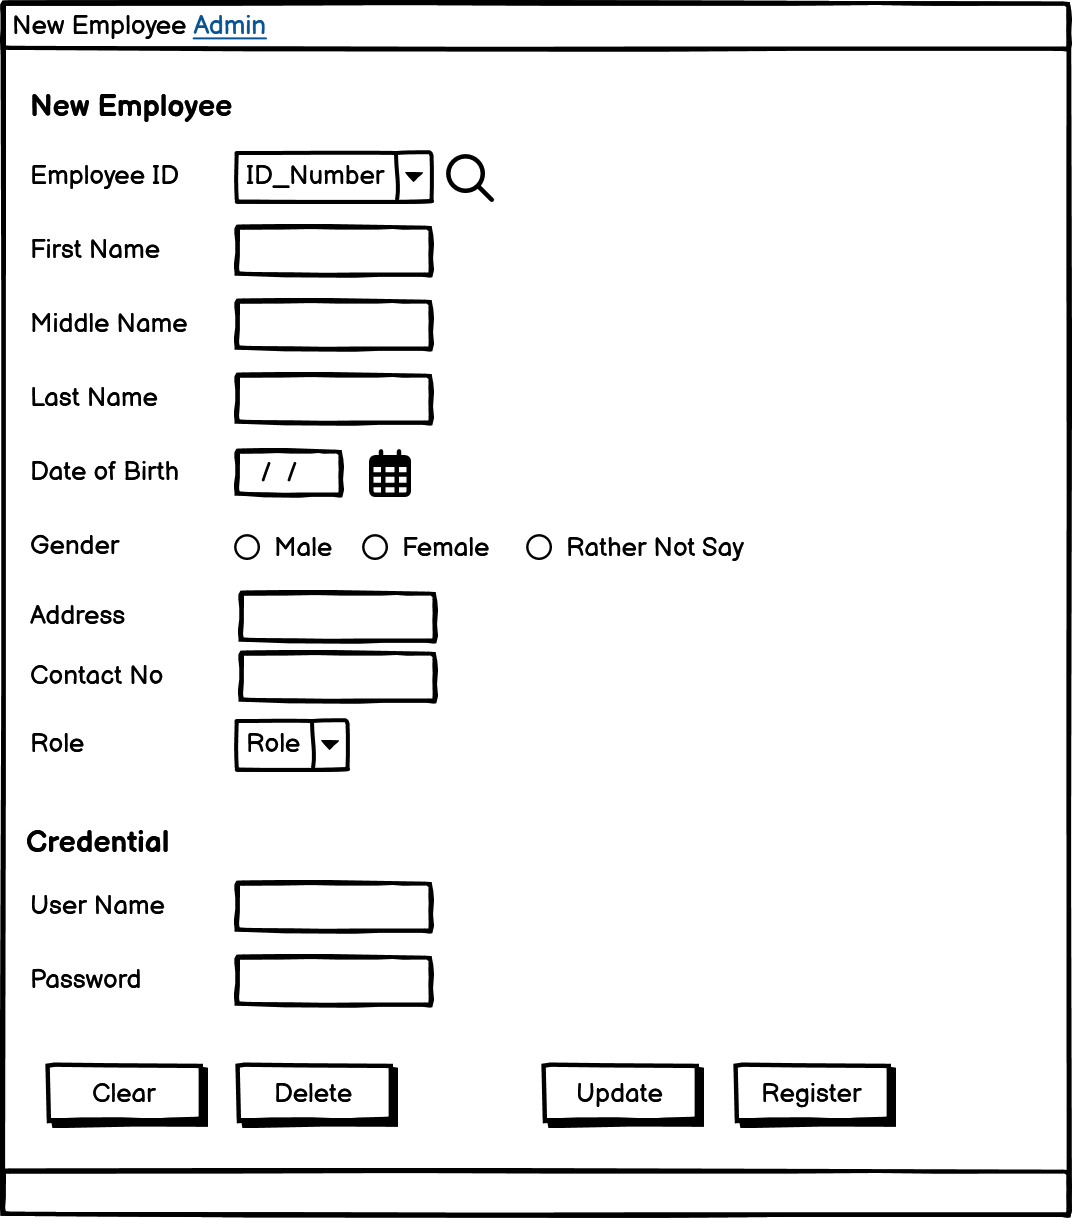 New Employee Admin
New Employee
Employee ID ID_Number
First Name
Middle Name
Last Name
Date of Birth / /
Gender Male Female Rather Not Say
Address
Contact No
Role Role
Credential
User Name
Password
Clear Delete Update Register